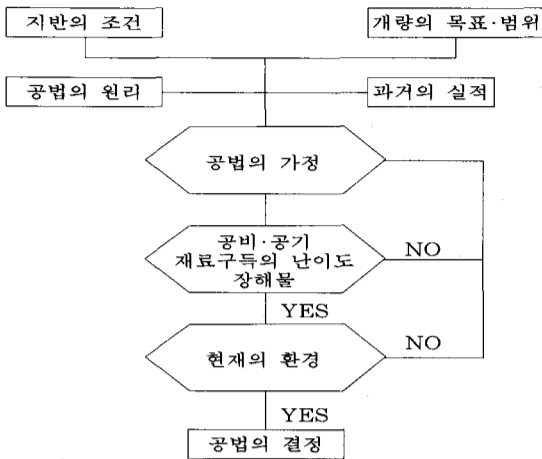 지반의 조건
개량의 목표·범위
공법의 원리
과거의 실적
공법의 가정
공비·공기
재료구득의 난이도
장해물
NO
YES
현재의 환경
NO
YES
공법의 결정